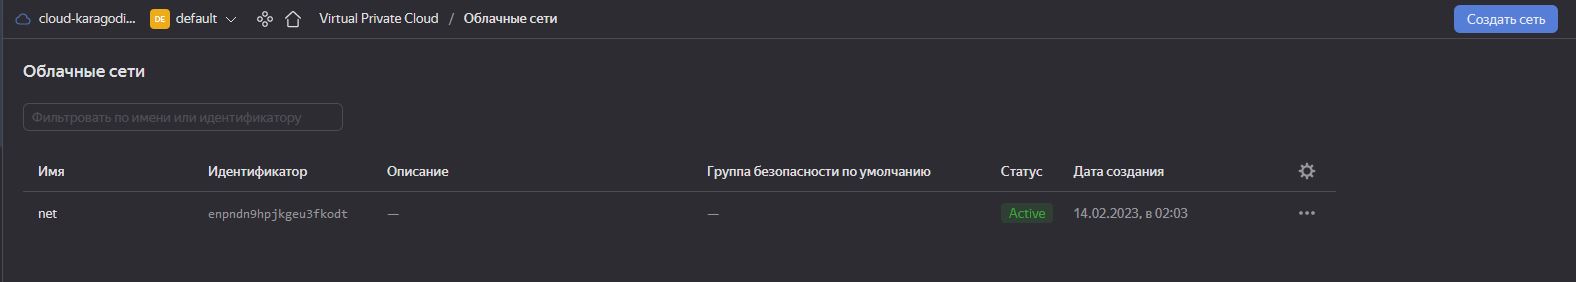 cloud-karagodi... DE default Virtual Private Cloud / Облачные сети Создать сеть
Облачные сети
Фильтровать по имени или идентификатору
Имя Идентификатор Описание Группа безопасности по умолчанию Статус Дата создания
net enpndn9hpjkgeu3fkodt — — Active 14.02.2023, в 02:03